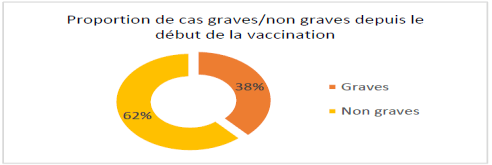 Proportion de cas graves/non graves depuis le
début de la vaccination
38%
62%
Graves
Non graves